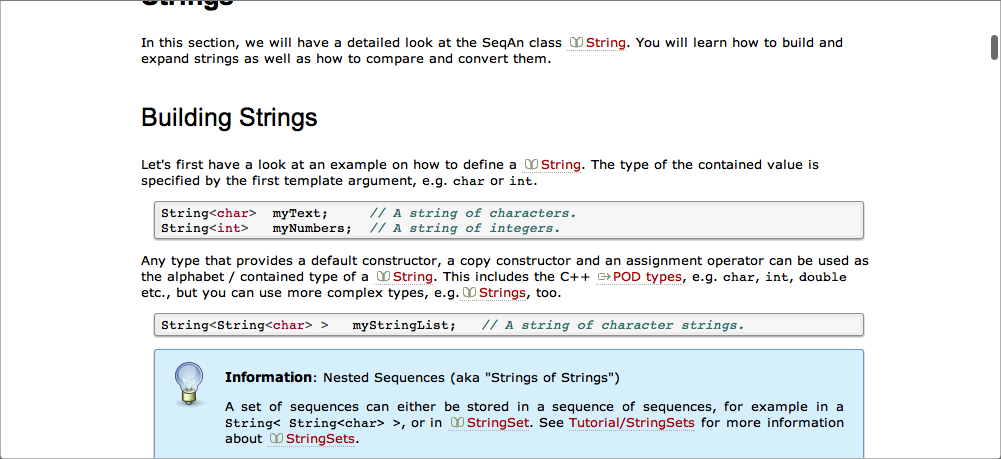 Strings
In this section, we will have a detailed look at the SeqAn class String. You will learn how to build and
expand strings as well as how to compare and convert them.
Building Strings
Let's first have a look at an example on how to define a String. The type of the contained value is
specified by the first template argument, e.g. char or int.
String<char>  myText;     // A string of characters.
String<int>   myNumbers;  // A string of integers.
Any type that provides a default constructor, a copy constructor and an assignment operator can be used as
the alphabet / contained type of a String. This includes the C++ POD types, e.g. char, int, double
etc., but you can use more complex types, e.g. Strings, too.
String<String<char> >   myStringList;   // A string of character strings.
Information: Nested Sequences (aka "Strings of Strings")
A set of sequences can either be stored in a sequence of sequences, for example in a
String< String<char> >, or in StringSet. See Tutorial/StringSets for more information
about StringSets.